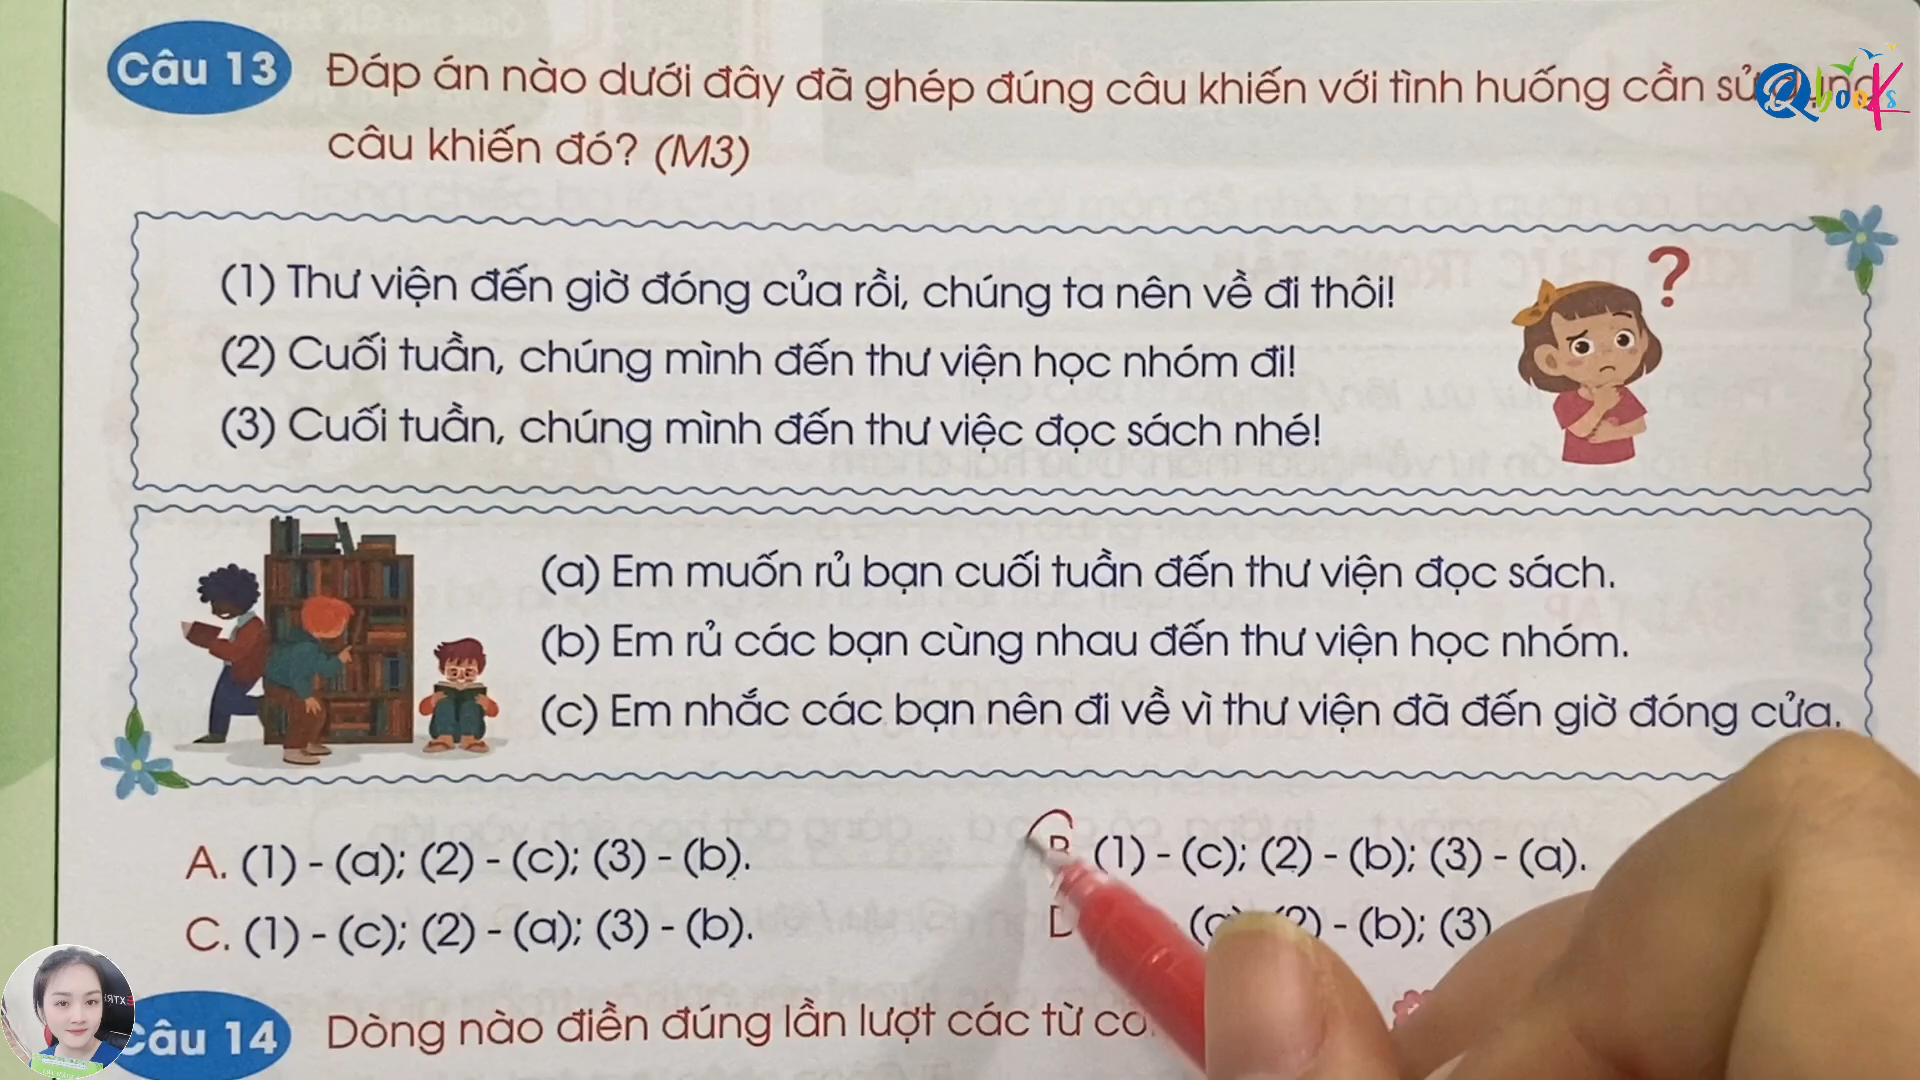 Câu 13 Đáp án nào dưới đây đã ghép đúng câu khiến với tình huống cần sử dụng
câu khiến đó? (M3)
Qbooks
(1) Thư viện đến giờ đóng của rồi, chúng ta nên về đi thôi!
(2) Cuối tuần, chúng mình đến thư viện học nhóm đi!
(3) Cuối tuần, chúng mình đến thư việc đọc sách nhé!
?
(a) Em muốn rủ bạn cuối tuần đến thư viện đọc sách.
(b) Em rủ các bạn cùng nhau đến thư viện học nhóm.
(c) Em nhắc các bạn nên đi về vì thư viện đã đến giờ đóng cửa.
A. (1) - (a); (2) - (c); (3) - (b).
B (1) - (c); (2) - (b); (3) - (a).
C. (1) - (c); (2) - (a); (3) - (b).
D - (b); (3)
Câu 14 Dòng nào điền đúng lần lượt các từ